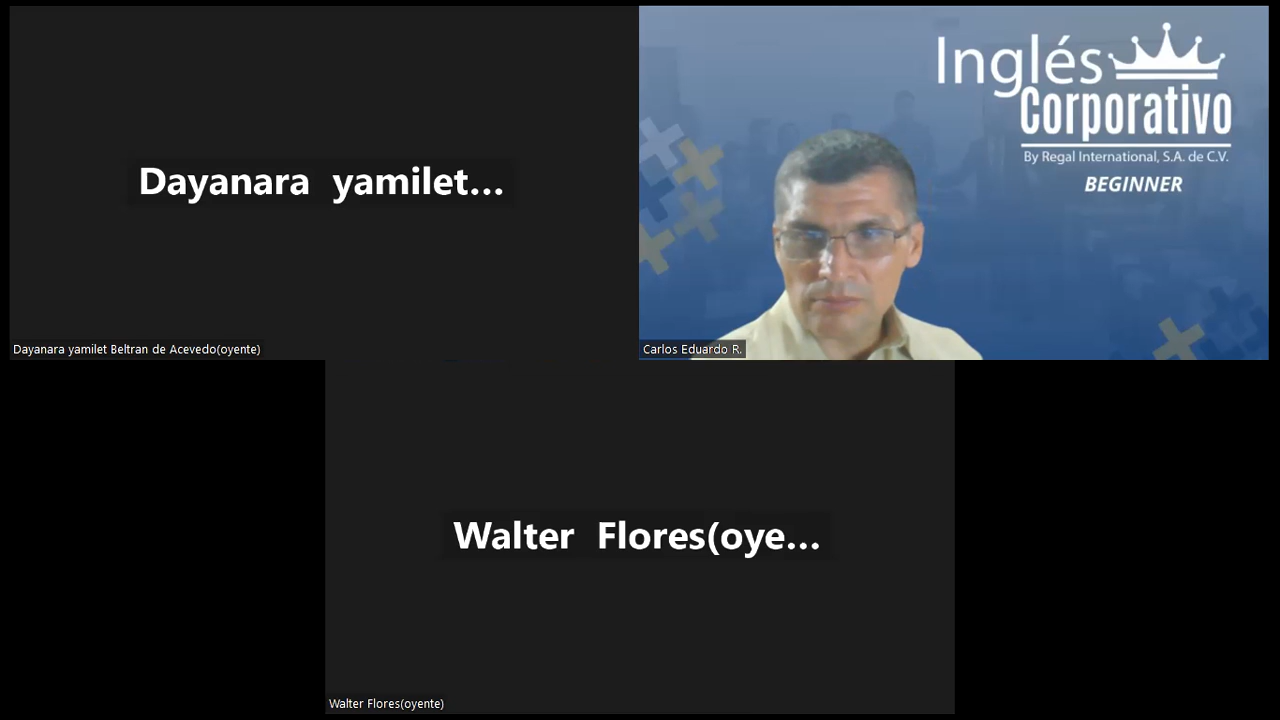 Dayanara yamilet...
Dayanara yamilet Beltran de Acevedo(oyente)
Inglés
Corporativo
By Regal International, S.A. de C.V.
BEGINNER
Carlos Eduardo R.
Walter Flores(oye...
Walter Flores(oyente)